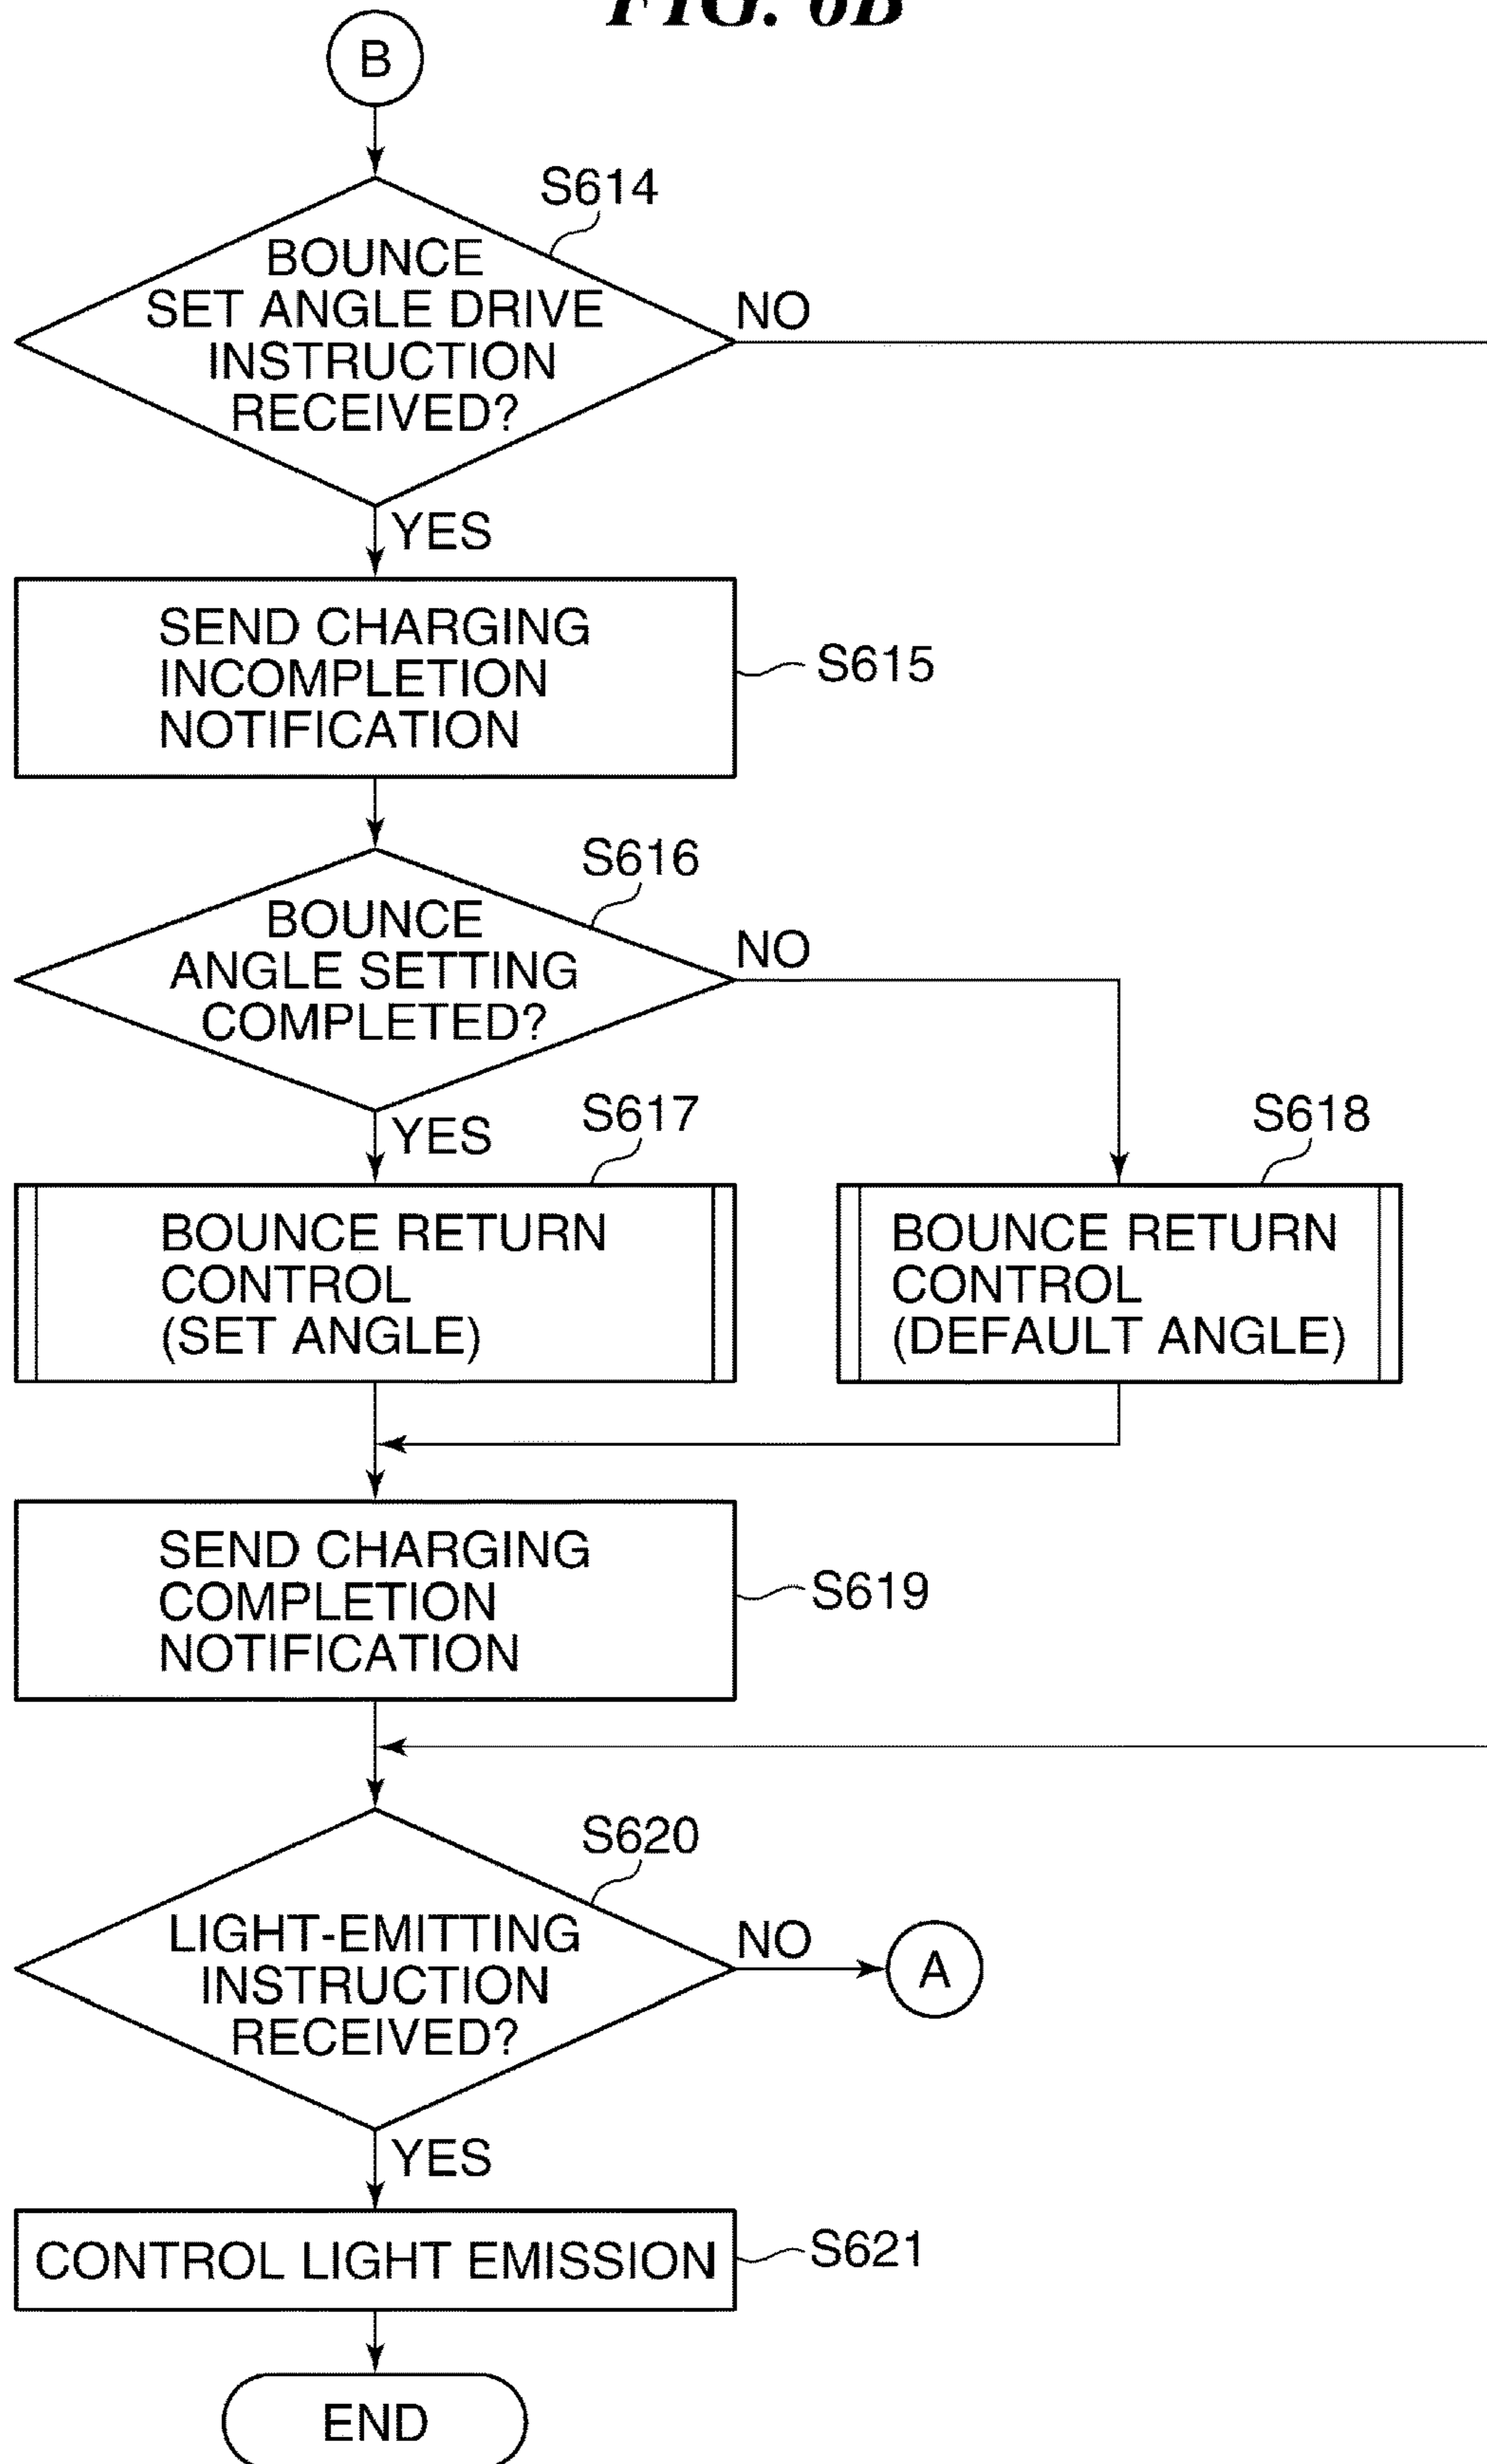 FIG. 6B
B
S614
BOUNCE
SET ANGLE DRIVE
INSTRUCTION
RECEIVED?
NO
YES
SEND CHARGING
INCOMPLETION
NOTIFICATION
S615
S616
BOUNCE
ANGLE SETTING
COMPLETED?
NO
YES
S617
BOUNCE RETURN
CONTROL
(SET ANGLE)
S618
BOUNCE RETURN
CONTROL
(DEFAULT ANGLE)
SEND CHARGING
COMPLETION
NOTIFICATION
S619
S620
LIGHT-EMITTING
INSTRUCTION
RECEIVED?
NO
A
YES
CONTROL LIGHT EMISSION
S621
END